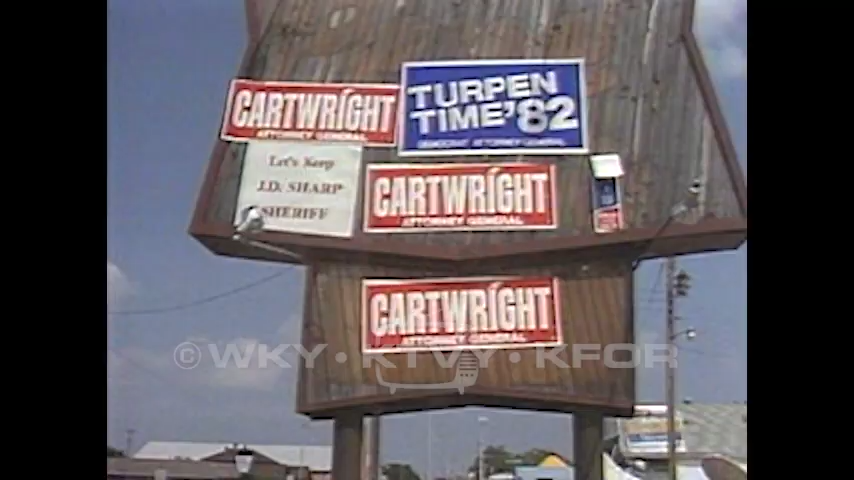 CARTWRIGHT
ATTORNEY GENERAL
TURPEN
TIME '82
DEMOCRAT ATTORNEY GENERAL
Let's Keep
J.D. SHARP
SHERIFF
CARTWRIGHT
ATTORNEY GENERAL
CARTWRIGHT
ATTORNEY GENERAL
© WKY • KTVY • KFOR